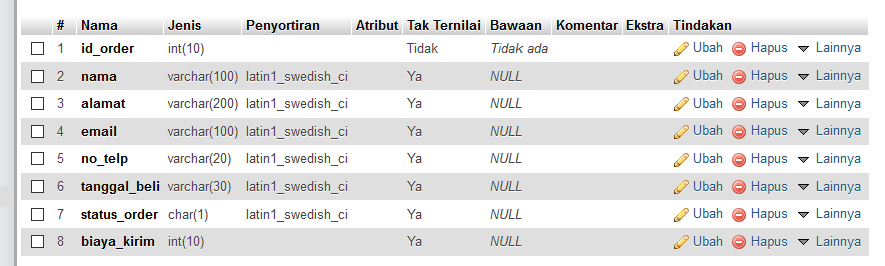 # Nama Jenis Penyortiran Atribut Tak Ternilai Bawaan Komentar Ekstra Tindakan
1 id_order int(10) Tidak Tidak ada Ubah Hapus Lainnya
2 nama varchar(100) latin1_swedish_ci Ya NULL Ubah Hapus Lainnya
3 alamat varchar(200) latin1_swedish_ci Ya NULL Ubah Hapus Lainnya
4 email varchar(100) latin1_swedish_ci Ya NULL Ubah Hapus Lainnya
5 no_telp varchar(20) latin1_swedish_ci Ya NULL Ubah Hapus Lainnya
6 tanggal_beli varchar(30) latin1_swedish_ci Ya NULL Ubah Hapus Lainnya
7 status_order char(1) latin1_swedish_ci Ya NULL Ubah Hapus Lainnya
8 biaya_kirim int(10) Ya NULL Ubah Hapus Lainnya